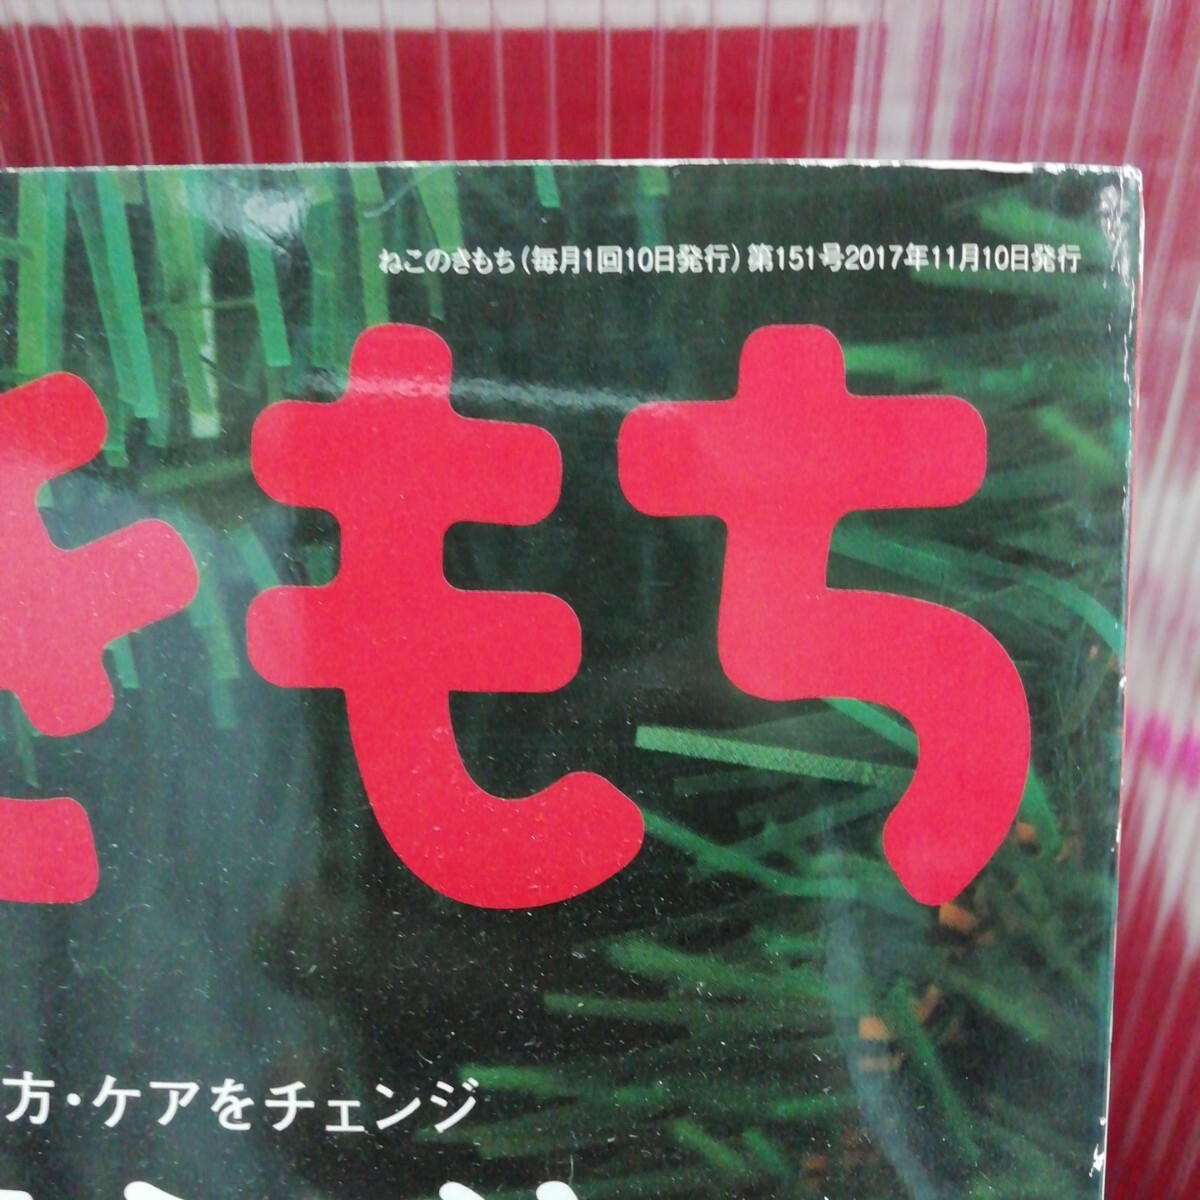 ねこのきもち(毎月1回10日発行)第151号2017年11月10日発行
きもち
方・ケアをチェンジ